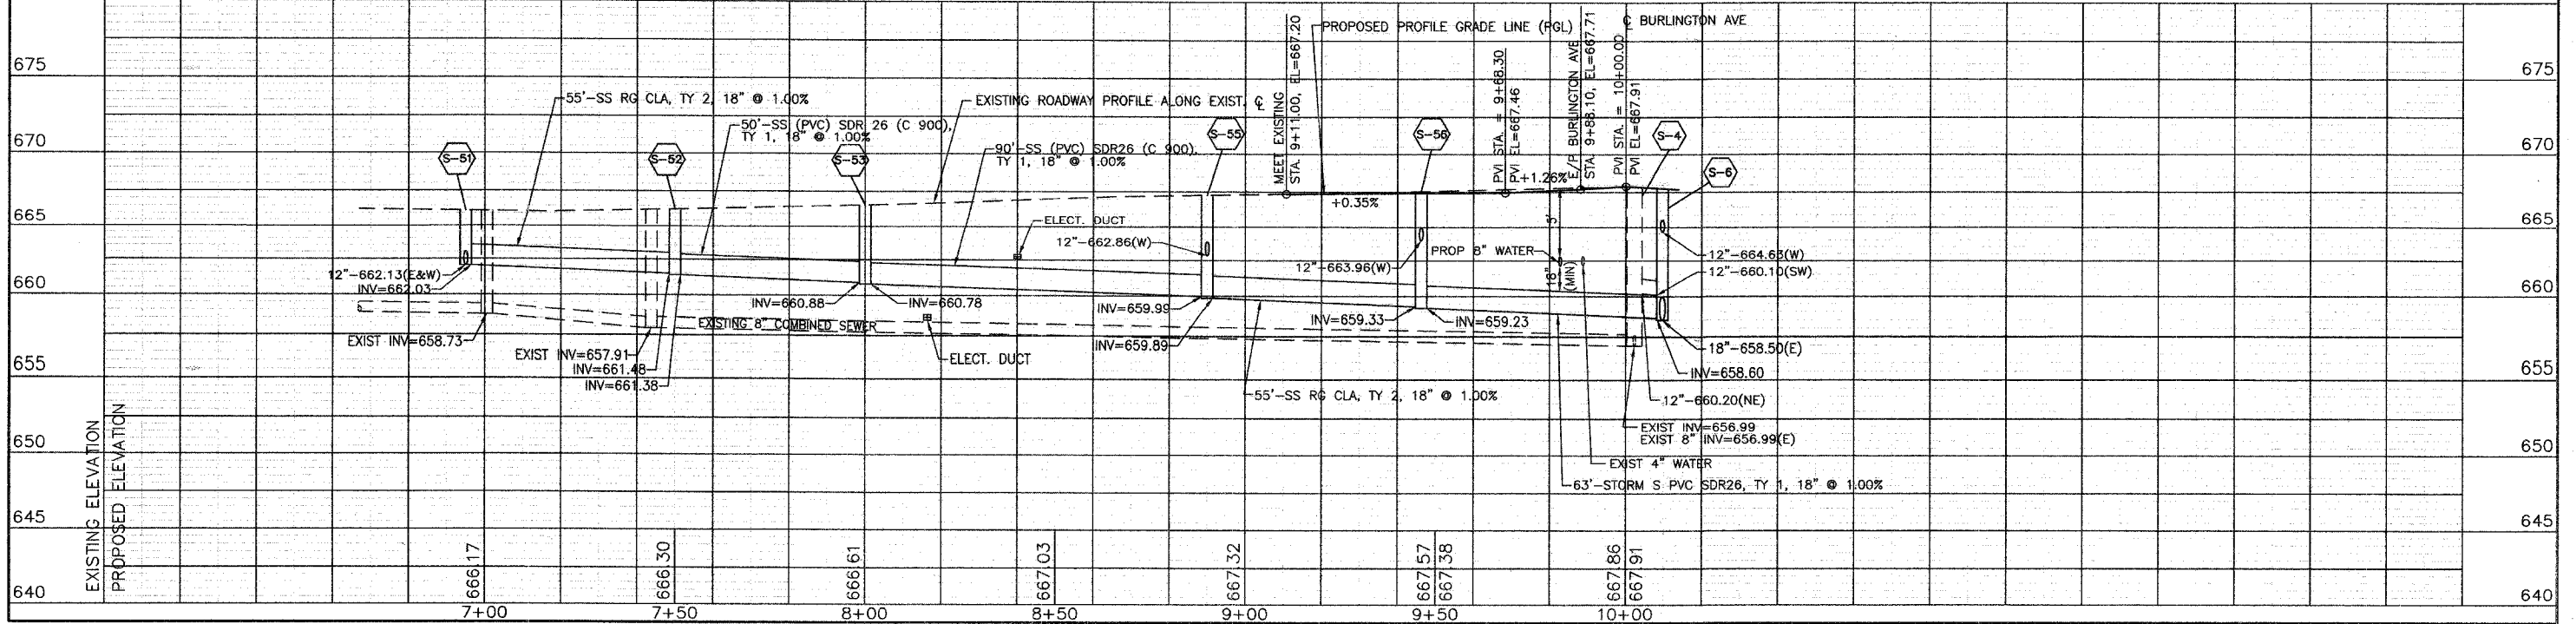 PROPOSED PROFILE GRADE LINE (PGL)
℄ BURLINGTON AVE
MEET EXISTING
STA. 9+11.00, EL=667.20
PVI STA. = 9+68.30
PVI EL=667.46
E/P BURLINGTON AVE
STA. 9+88.10, EL=667.71
PVI STA. = 10+00.00
PVI EL=667.91
675
675
55'-SS RG CLA, TY 2, 18" @ 1.00%
EXISTING ROADWAY PROFILE ALONG EXIST. ℄
50'-SS (PVC) SDR 26 (C 900),
TY 1, 18" @ 1.00%
90'-SS (PVC) SDR26 (C 900),
TY 1, 18" @ 1.00%
670
670
S-51
S-52
S-53
S-55
S-56
S-4
S-6
+1.26%
+0.35%
665
665
ELECT. DUCT
12"-662.86(W)
5'
PROP 8" WATER
12"-663.96(W)
18"
(MIN)
12"-664.63(W)
12"-660.10(SW)
12"-662.13(E&W)
INV=662.03
660
660
INV=660.88
INV=660.78
INV=659.99
INV=659.33
INV=659.23
EXISTING 8" COMBINED SEWER
EXIST INV=658.73
INV=659.89
18"-658.50(E)
EXIST INV=657.91
INV=661.48
INV=661.38
ELECT. DUCT
INV=658.60
655
655
55'-SS RG CLA, TY 2, 18" @ 1.00%
12"-660.20(NE)
EXIST INV=656.99
EXIST 8" INV=656.99(E)
650
650
EXIST 4" WATER
63'-STORM S PVC SDR26, TY 1, 18" @ 1.00%
645
645
EXISTING ELEVATION
PROPOSED ELEVATION
666.17
666.30
666.61
667.03
667.32
667.57
667.38
667.86
667.91
640
640
7+00
7+50
8+00
8+50
9+00
9+50
10+00